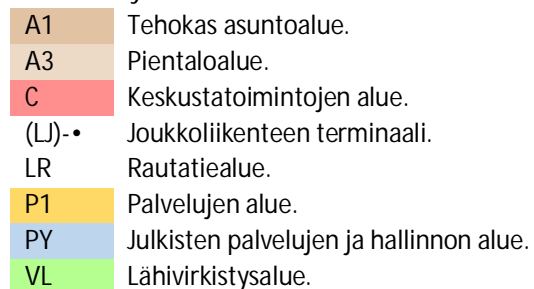 A1 Tehokas asuntoalue.
A3 Pientaloalue.
C Keskustatoimintojen alue.
(LJ)-• Joukkoliikenteen terminaali.
LR Rautatiealue.
P1 Palvelujen alue.
PY Julkisten palvelujen ja hallinnon alue.
VL Lähivirkistysalue.